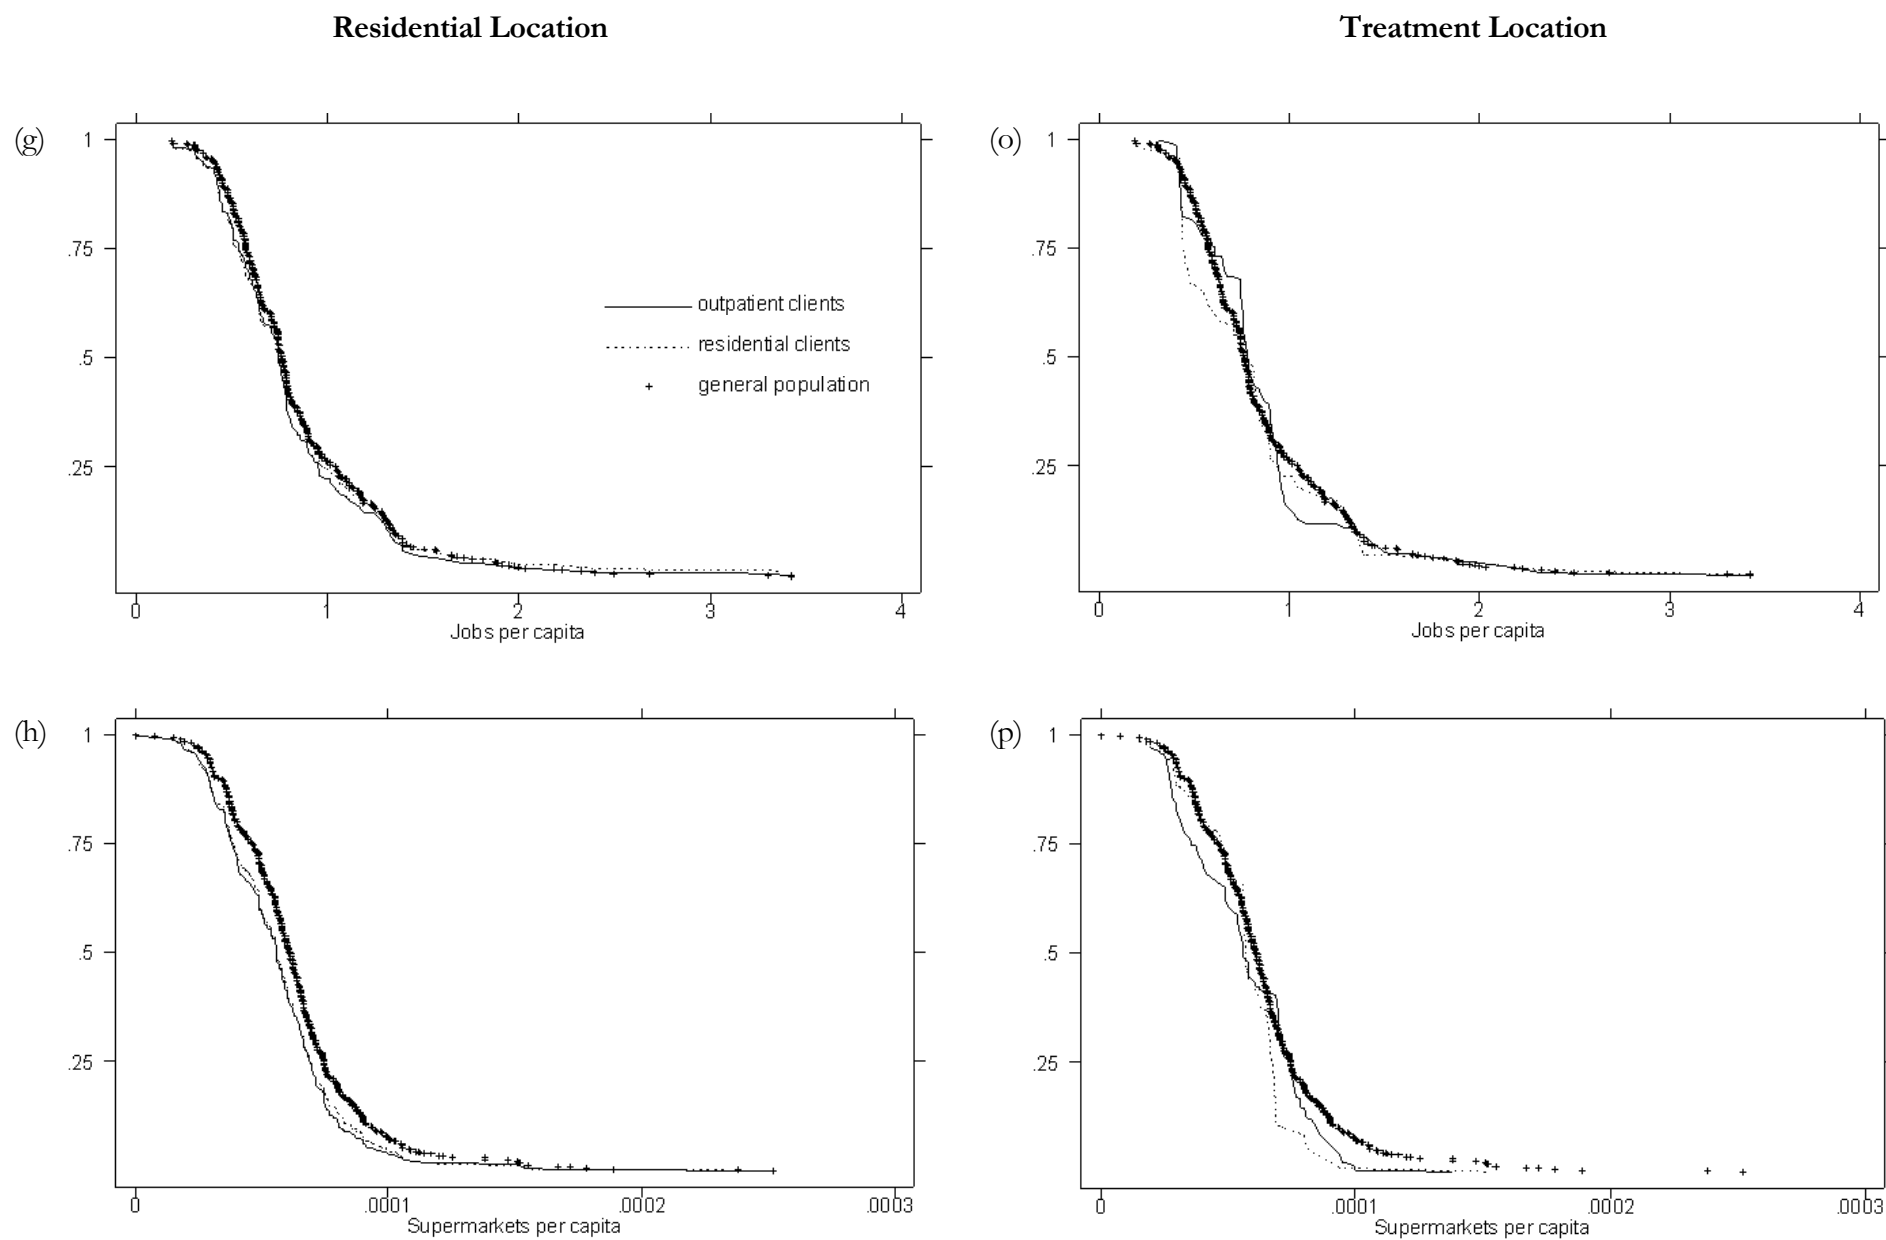 Residential Location
Treatment Location
(g)
1
.75
.5
.25
outpatient clients
residential clients
general population
0 1 2 3 4
Jobs per capita
(o)
1
.75
.5
.25
0 1 2 3 4
Jobs per capita
(h)
1
.75
.5
.25
0 .0001 .0002 .0003
Supermarkets per capita
(p)
1
.75
.5
.25
0 .0001 .0002 .0003
Supermarkets per capita